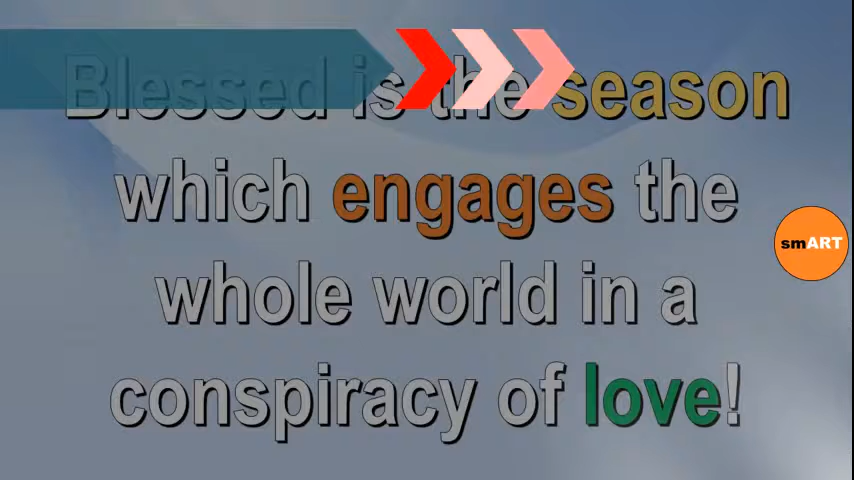 Blessed is the season
which engages the
whole world in a
conspiracy of love!
smART